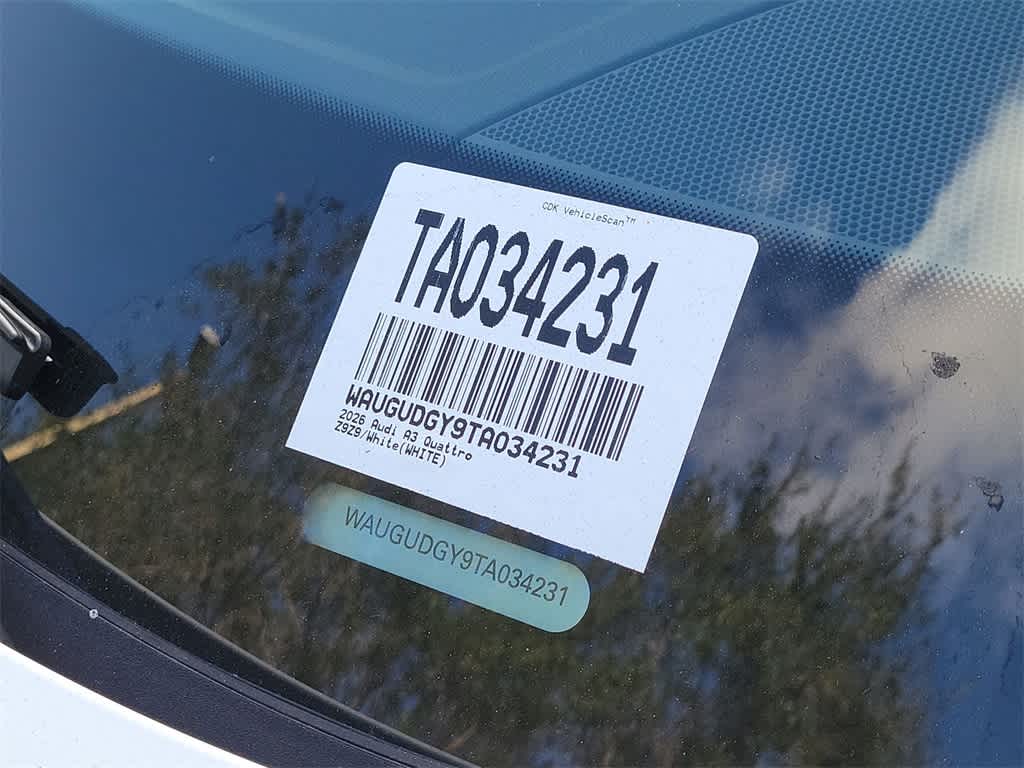 CDK VehicleScan™
TA034231
WAUGUDGY9TA034231
2026 Audi A3 Quattro
Z9Z9/White(WHITE)
WAUGUDGY9TA034231